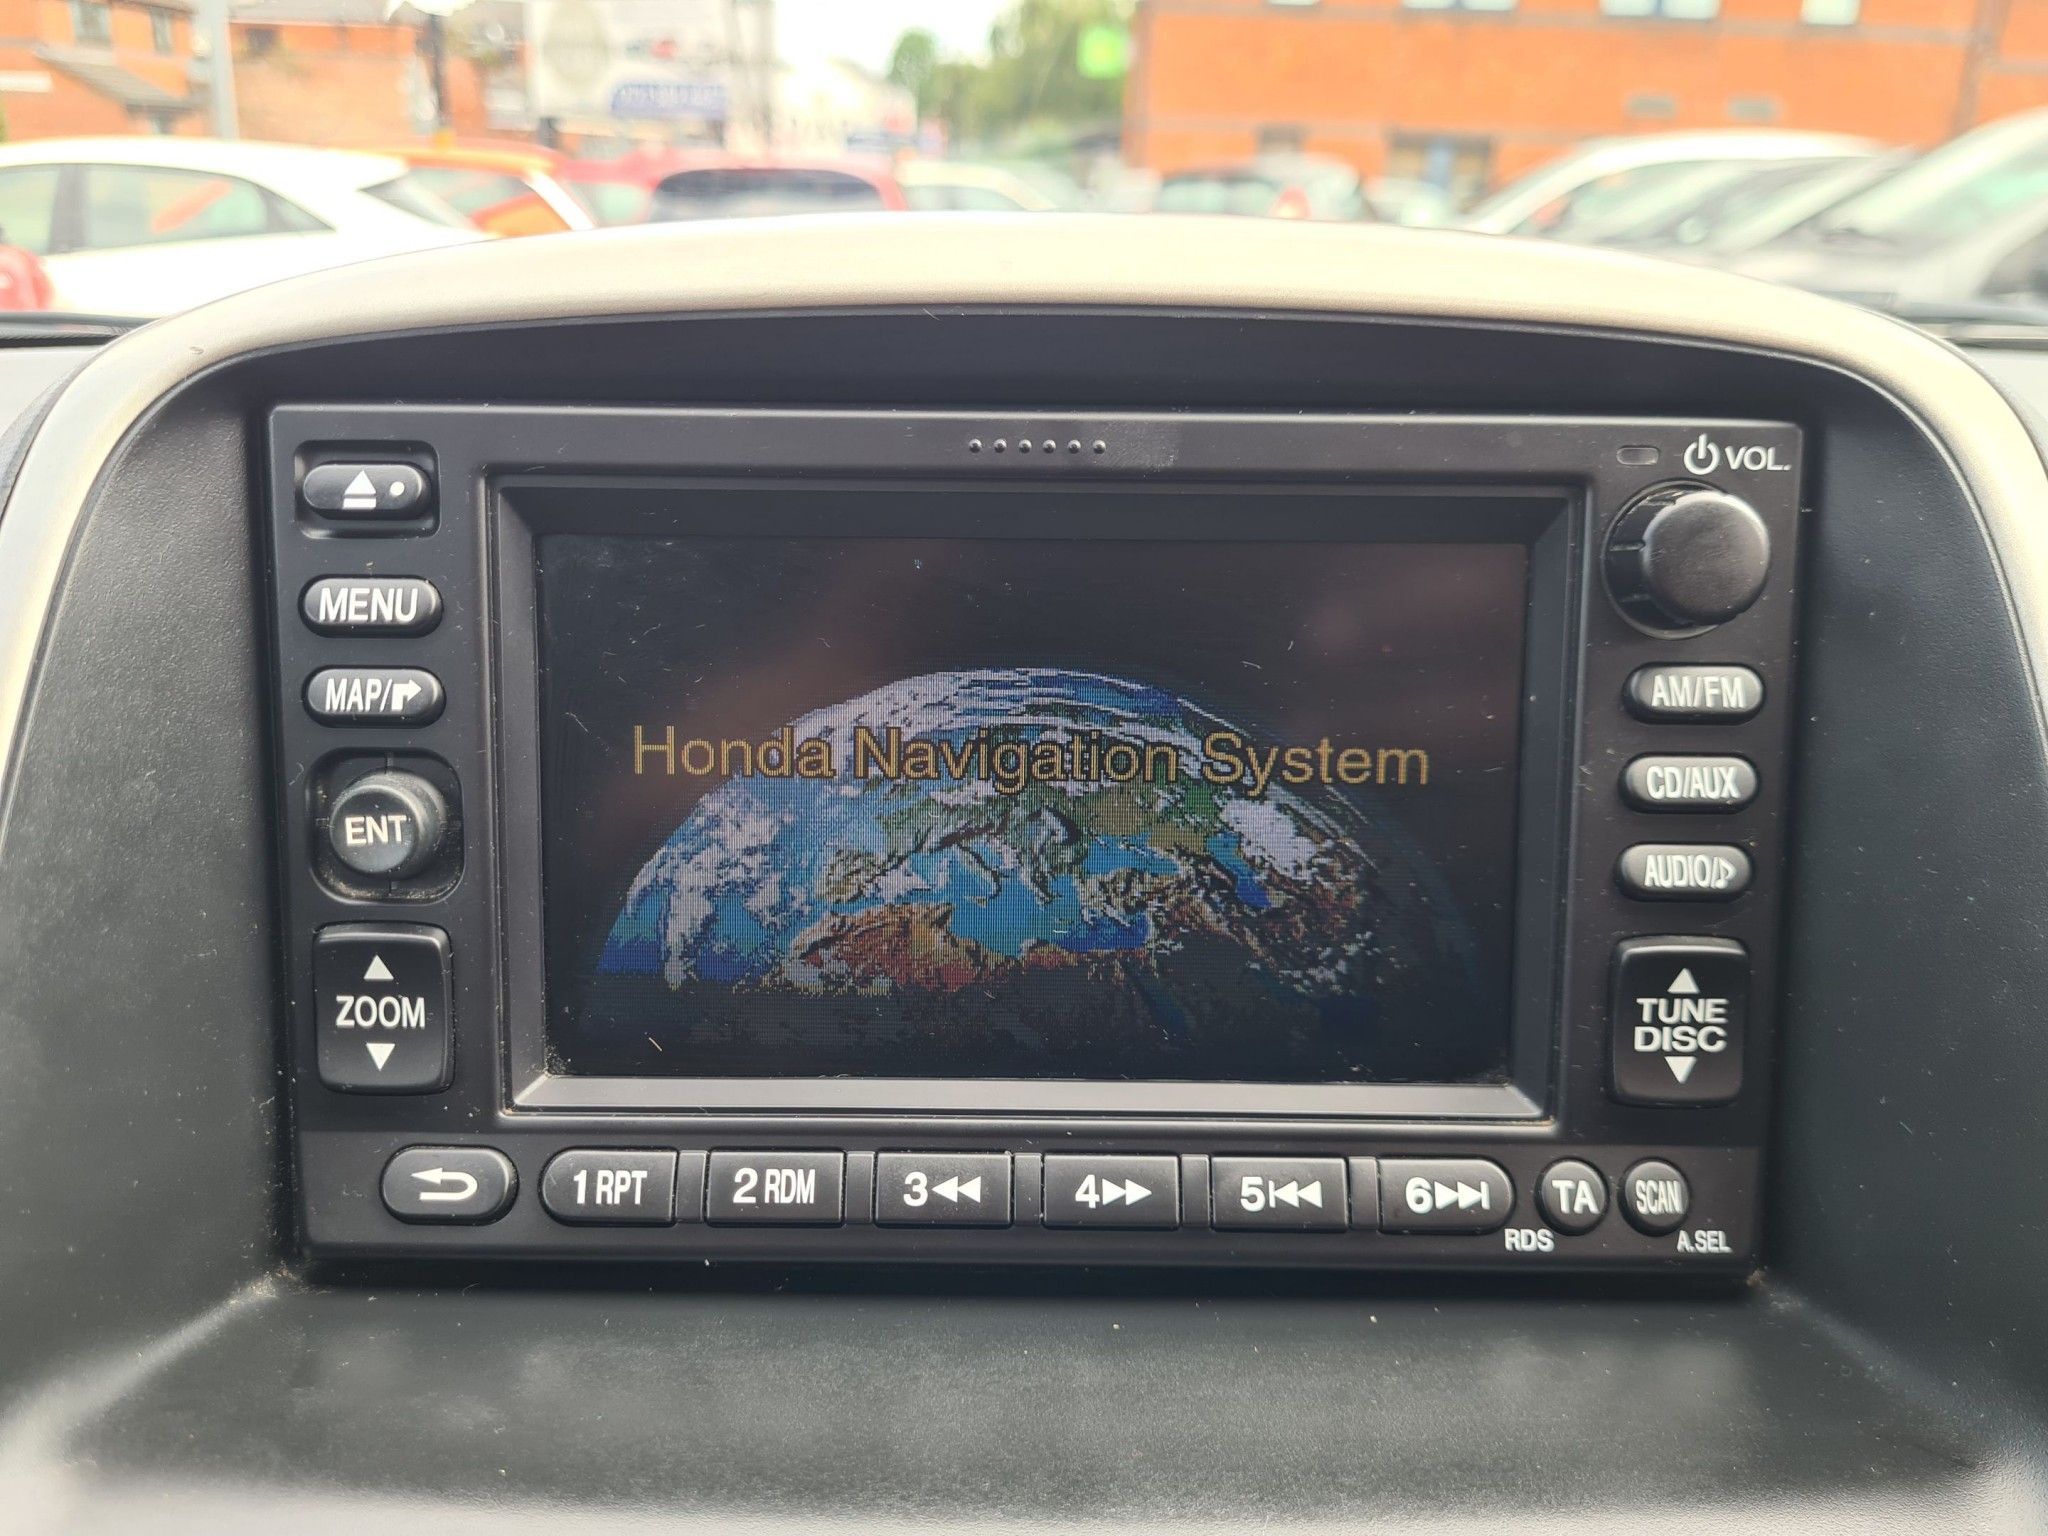 VOL.
MENU
MAP/
ENT
ZOOM
Honda Navigation System
AM/FM
CD/AUX
AUDIO/♪
TUNE
DISC
1 RPT
2 RDM
3
4
5
6
TA
SCAN
RDS
A.SEL